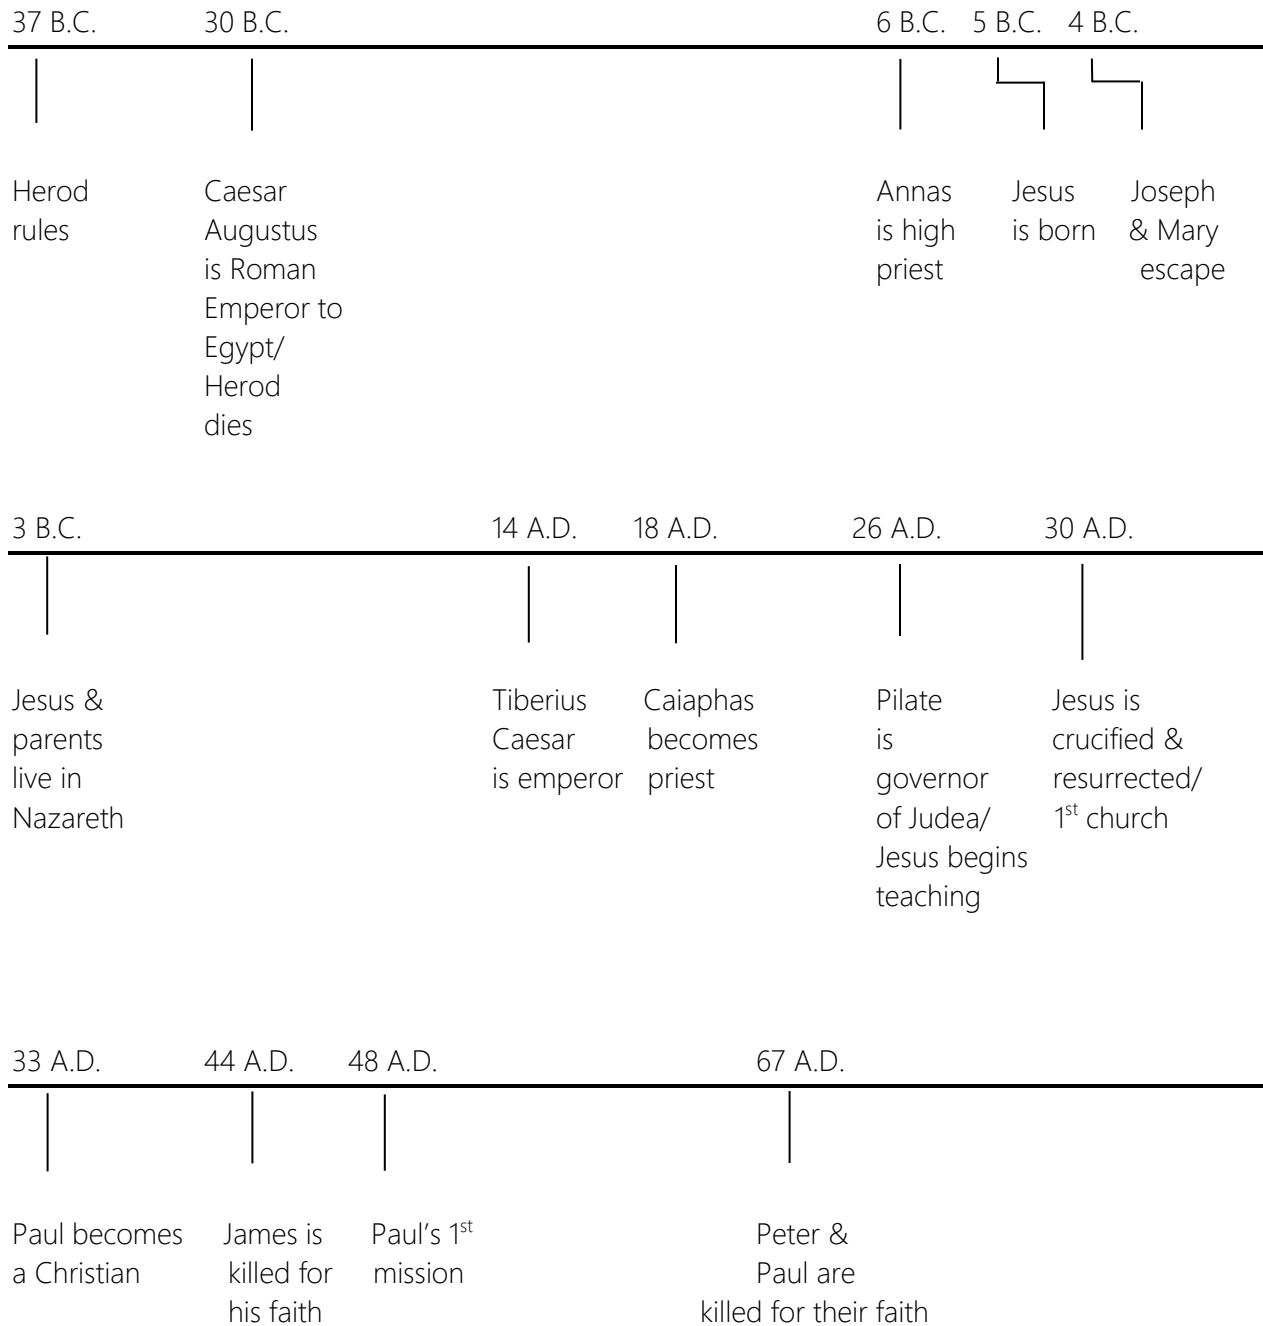 37 B.C. 30 B.C. 6 B.C. 5 B.C. 4 B.C.
Herod Caesar Annas Jesus Joseph
rules Augustus is high is born & Mary
is Roman priest escape
Emperor to
Egypt/
Herod
dies
3 B.C. 14 A.D. 18 A.D. 26 A.D. 30 A.D.
Jesus & Tiberius Caiaphas Pilate Jesus is
parents Caesar becomes is crucified &
live in is emperor priest governor resurrected/
Nazareth of Judea/ 1st church
Jesus begins
teaching
33 A.D. 44 A.D. 48 A.D. 67 A.D.
Paul becomes James is Paul’s 1st Peter &
a Christian killed for mission Paul are
his faith killed for their faith